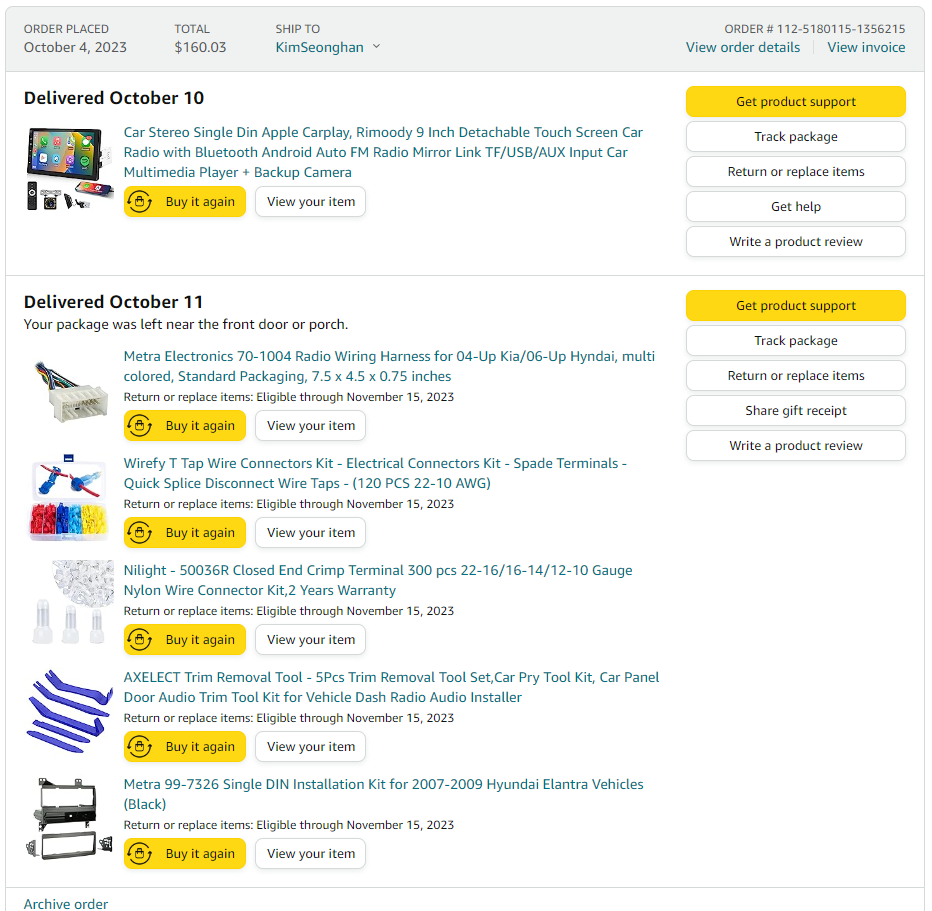 ORDER PLACED
October 4, 2023
TOTAL
$160.03
SHIP TO
KimSeonghan
ORDER # 112-5180115-1356215
View order details
View invoice
Delivered October 10
Car Stereo Single Din Apple Carplay, Rimoody 9 Inch Detachable Touch Screen Car
Radio with Bluetooth Android Auto FM Radio Mirror Link TF/USB/AUX Input Car
Multimedia Player + Backup Camera
Buy it again
View your item
Get product support
Track package
Return or replace items
Get help
Write a product review
Delivered October 11
Your package was left near the front door or porch.
Metra Electronics 70-1004 Radio Wiring Harness for 04-Up Kia/06-Up Hyndai, multi
colored, Standard Packaging, 7.5 x 4.5 x 0.75 inches
Return or replace items: Eligible through November 15, 2023
Buy it again
View your item
Wirefy T Tap Wire Connectors Kit - Electrical Connectors Kit - Spade Terminals -
Quick Splice Disconnect Wire Taps - (120 PCS 22-10 AWG)
Return or replace items: Eligible through November 15, 2023
Buy it again
View your item
Nilight - 50036R Closed End Crimp Terminal 300 pcs 22-16/16-14/12-10 Gauge
Nylon Wire Connector Kit,2 Years Warranty
Return or replace items: Eligible through November 15, 2023
Buy it again
View your item
AXELECT Trim Removal Tool - 5Pcs Trim Removal Tool Set,Car Pry Tool Kit, Car Panel
Door Audio Trim Tool Kit for Vehicle Dash Radio Audio Installer
Return or replace items: Eligible through November 15, 2023
Buy it again
View your item
Metra 99-7326 Single DIN Installation Kit for 2007-2009 Hyundai Elantra Vehicles
(Black)
Return or replace items: Eligible through November 15, 2023
Buy it again
View your item
Get product support
Track package
Return or replace items
Share gift receipt
Write a product review
Archive order